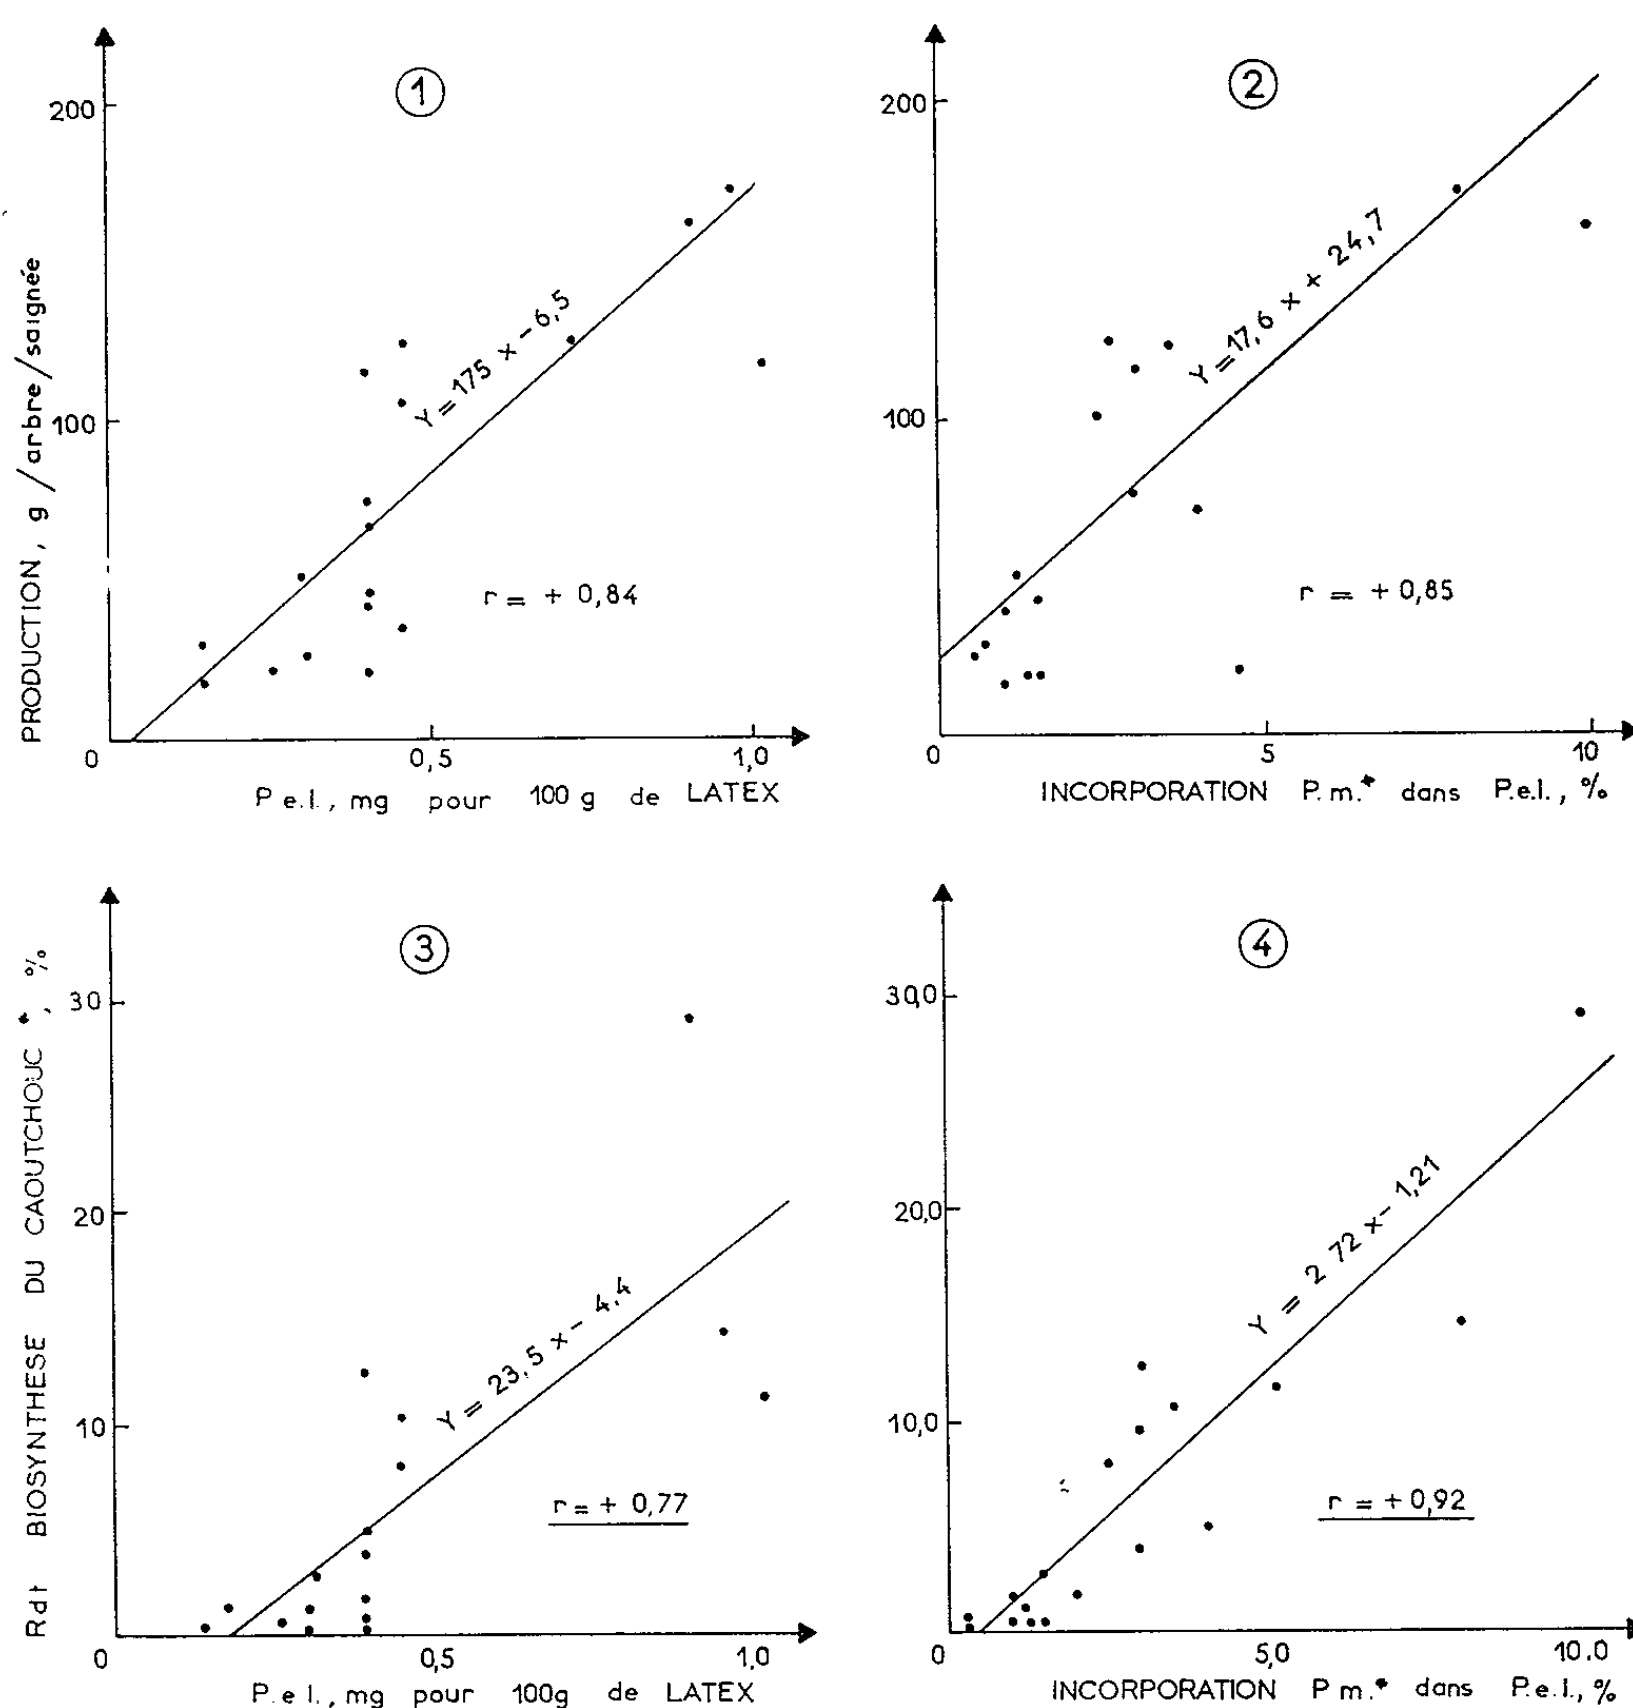 1
200
100
0
0,5
1,0
PRODUCTION, g/arbre/saignée
Y = 175 x - 6,5
r = + 0,84
P.e.l., mg pour 100 g de LATEX
2
200
100
0
5
10
Y = 17,6 x + 24,7
r = + 0,85
INCORPORATION P.m.* dans P.e.l., %
3
30
20
10
0
0,5
1,0
Rdt BIOSYNTHESE DU CAOUTCHOUC *, %
Y = 23,5 x - 4,4
r = + 0,77
P.e.l., mg pour 100g de LATEX
4
30,0
20,0
10,0
0
5,0
10.0
Y = 2 72 x - 1,21
r = + 0,92
INCORPORATION P m.* dans P.e.l., %